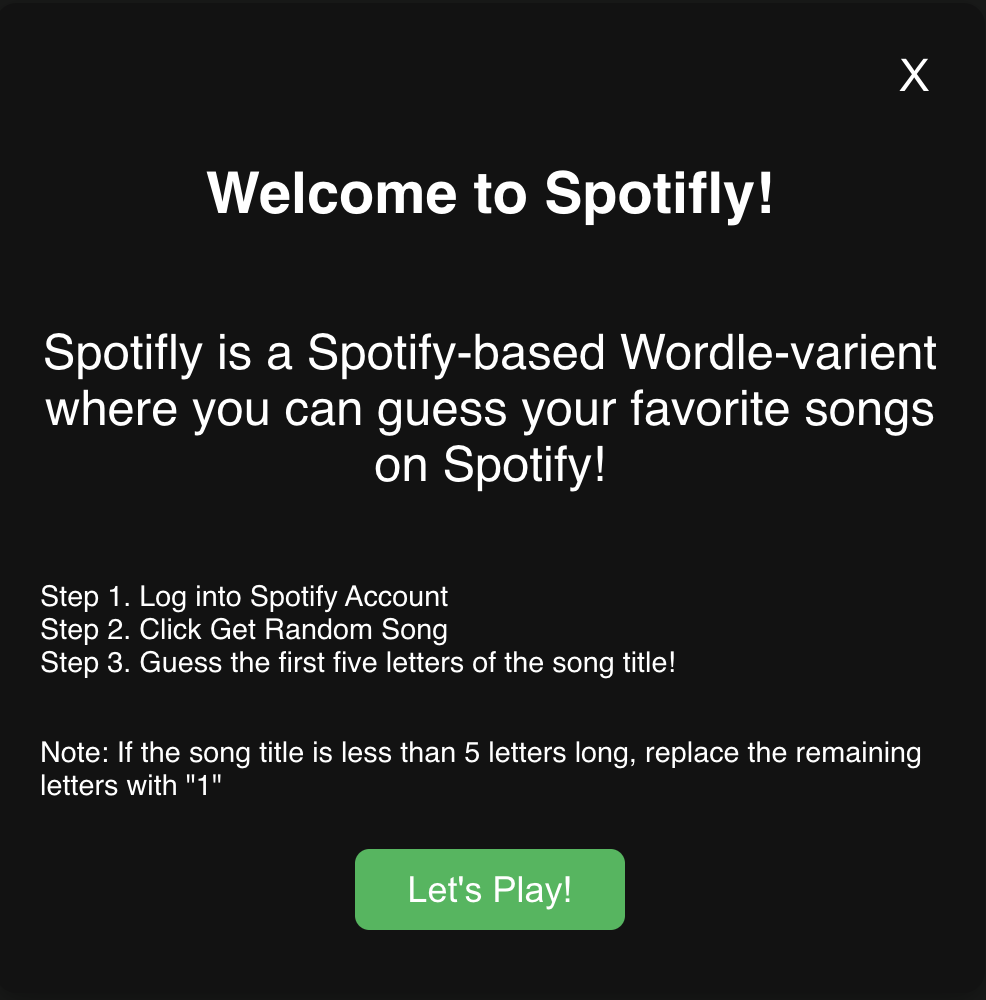 X
Welcome to Spotifly!
Spotifly is a Spotify-based Wordle-varient
where you can guess your favorite songs
on Spotify!
Step 1. Log into Spotify Account
Step 2. Click Get Random Song
Step 3. Guess the first five letters of the song title!
Note: If the song title is less than 5 letters long, replace the remaining
letters with "1"
Let's Play!